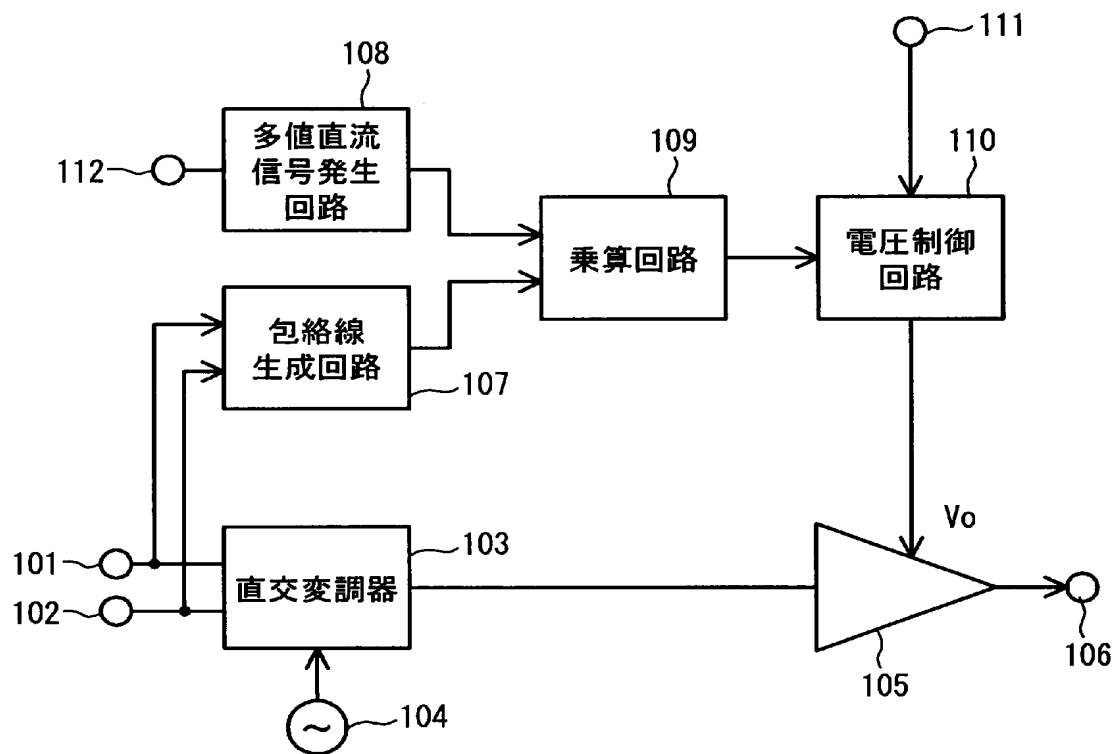 111
108
多値直流
信号発生
回路
112
109
乗算回路
110
電圧制御
回路
包絡線
生成回路
107
Vo
101
102
103
直交変調器
104
105
106
~